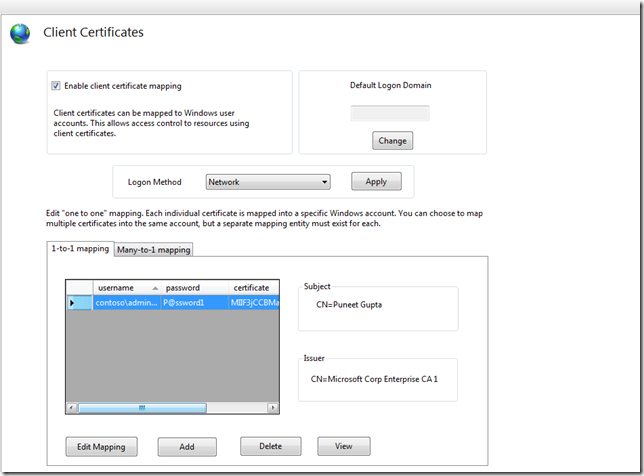 Client Certificates
Enable client certificate mapping
Client certificates can be mapped to Windows user
accounts. This allows access control to resources using
client certificates.
Default Logon Domain
Change
Logon Method
Network
Apply
Edit "one to one" mapping. Each individual certificate is mapped into a specific Windows account. You can choose to map
multiple certificates into the same account, but a separate mapping entity must exist for each.
1-to-1 mapping
Many-to-1 mapping
username password certificate
contoso\admin... P@ssword1 MIIF3jCCBMa
Subject
CN=Puneet Gupta
Issuer
CN=Microsoft Corp Enterprise CA 1
Edit Mapping
Add
Delete
View